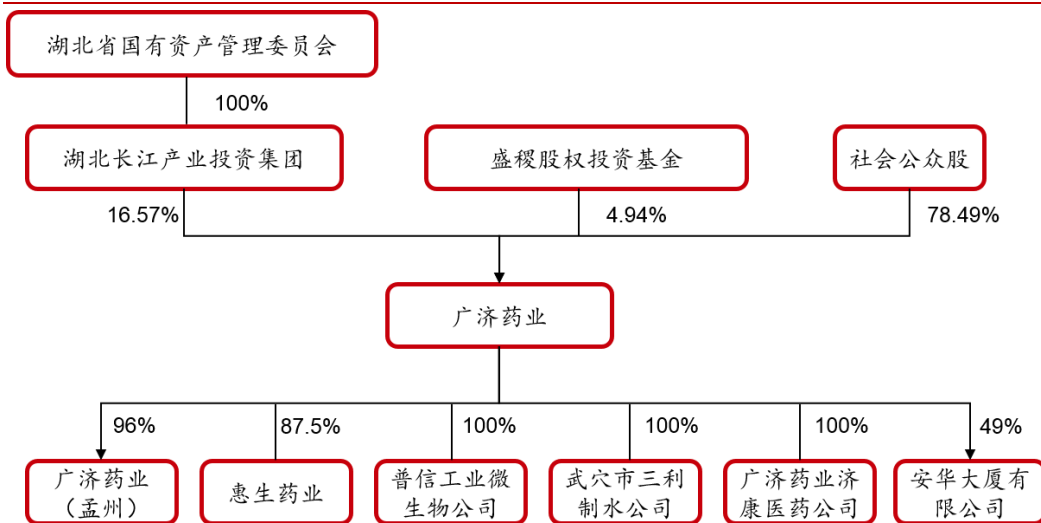 湖北省国有资产管理委员会
100%
湖北长江产业投资集团
盛稷股权投资基金
社会公众股
16.57%
4.94%
78.49%
广济药业
96%
87.5%
100%
100%
100%
49%
广济药业
（孟州）
惠生药业
普信工业微
生物公司
武穴市三利
制水公司
广济药业济
康医药公司
安华大厦有
限公司